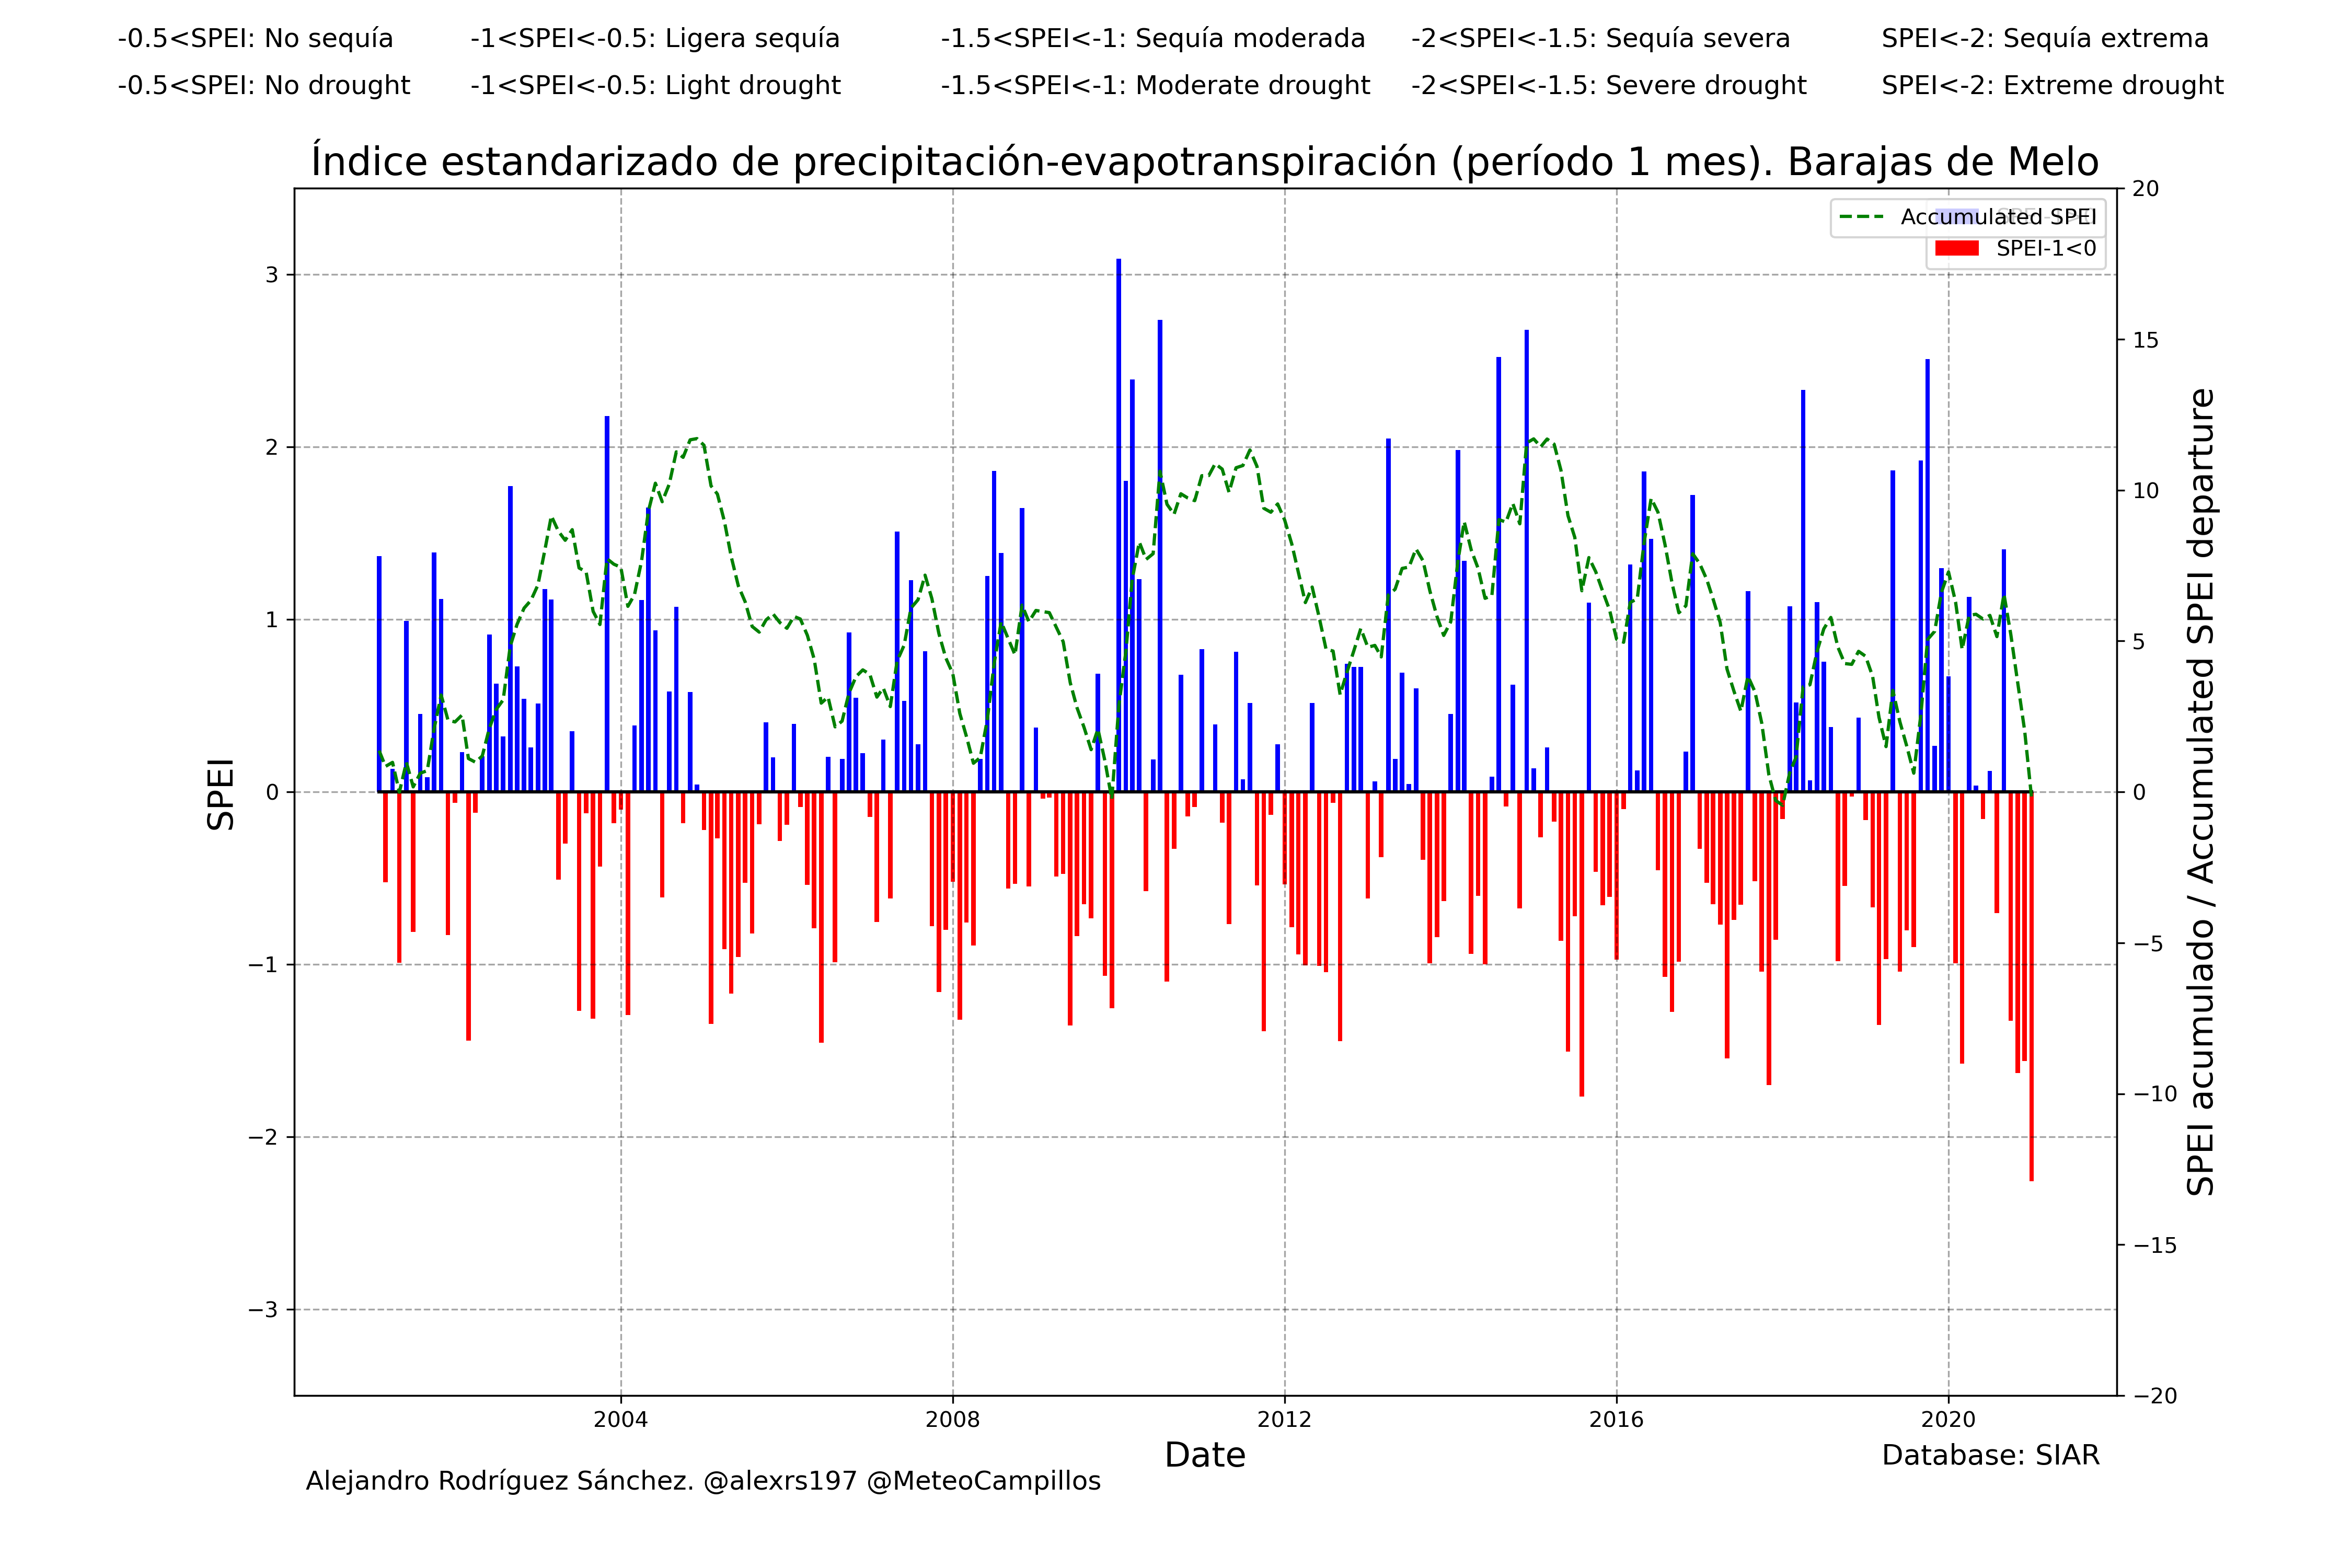 -0.5<SPEI: No sequía -1<SPEI<-0.5: Ligera sequía -1.5<SPEI<-1: Sequía moderada -2<SPEI<-1.5: Sequía severa SPEI<-2: Sequía extrema
-0.5<SPEI: No drought -1<SPEI<-0.5: Light drought -1.5<SPEI<-1: Moderate drought -2<SPEI<-1.5: Severe drought SPEI<-2: Extreme drought
Índice estandarizado de precipitación-evapotranspiración (período 1 mes). Barajas de Melo
Accumulated SPEI
SPEI-1<0
SPEI
3
2
1
0
−1
−2
−3
20
15
10
5
0
−5
−10
−15
−20
SPEI acumulado / Accumulated SPEI departure
2004 2008 2012 2016 2020
Date
Database: SIAR
Alejandro Rodríguez Sánchez. @alexrs197 @MeteoCampillos